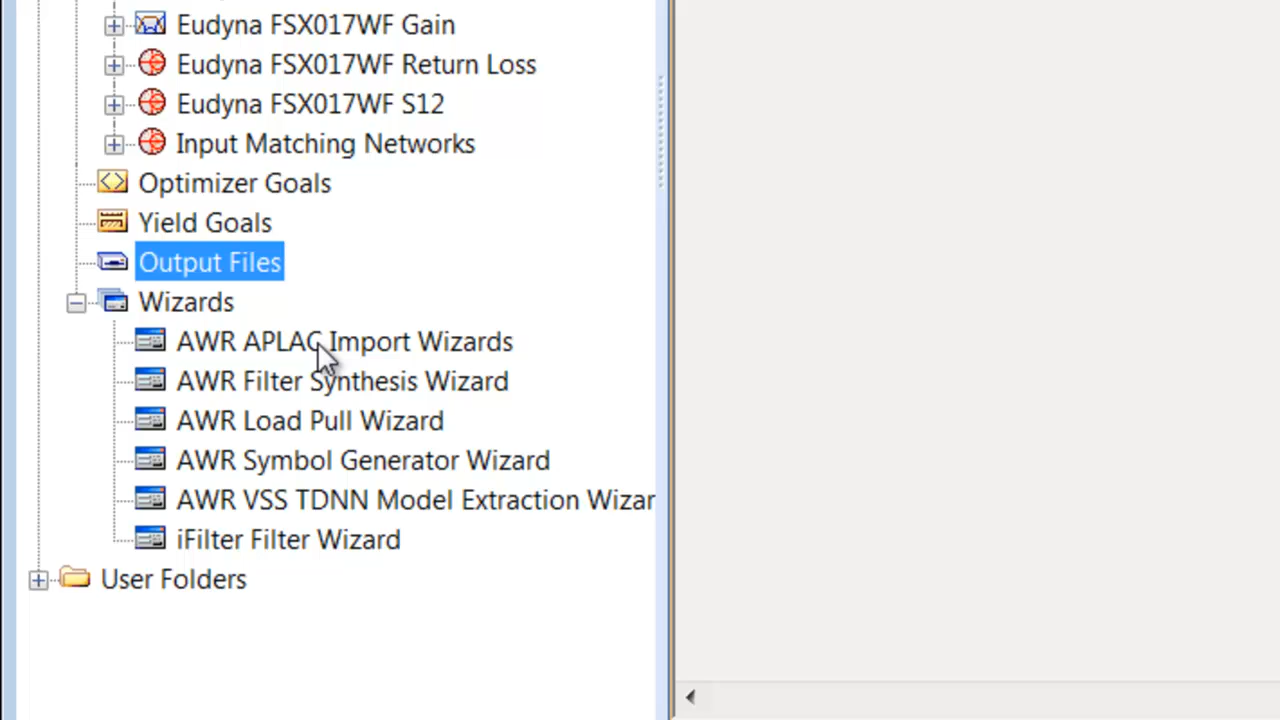 Eudyna FSX017WF Gain
Eudyna FSX017WF Return Loss
Eudyna FSX017WF S12
Input Matching Networks
Optimizer Goals
Yield Goals
Output Files
Wizards
AWR APLAC Import Wizards
AWR Filter Synthesis Wizard
AWR Load Pull Wizard
AWR Symbol Generator Wizard
AWR VSS TDNN Model Extraction Wizar
iFilter Filter Wizard
User Folders